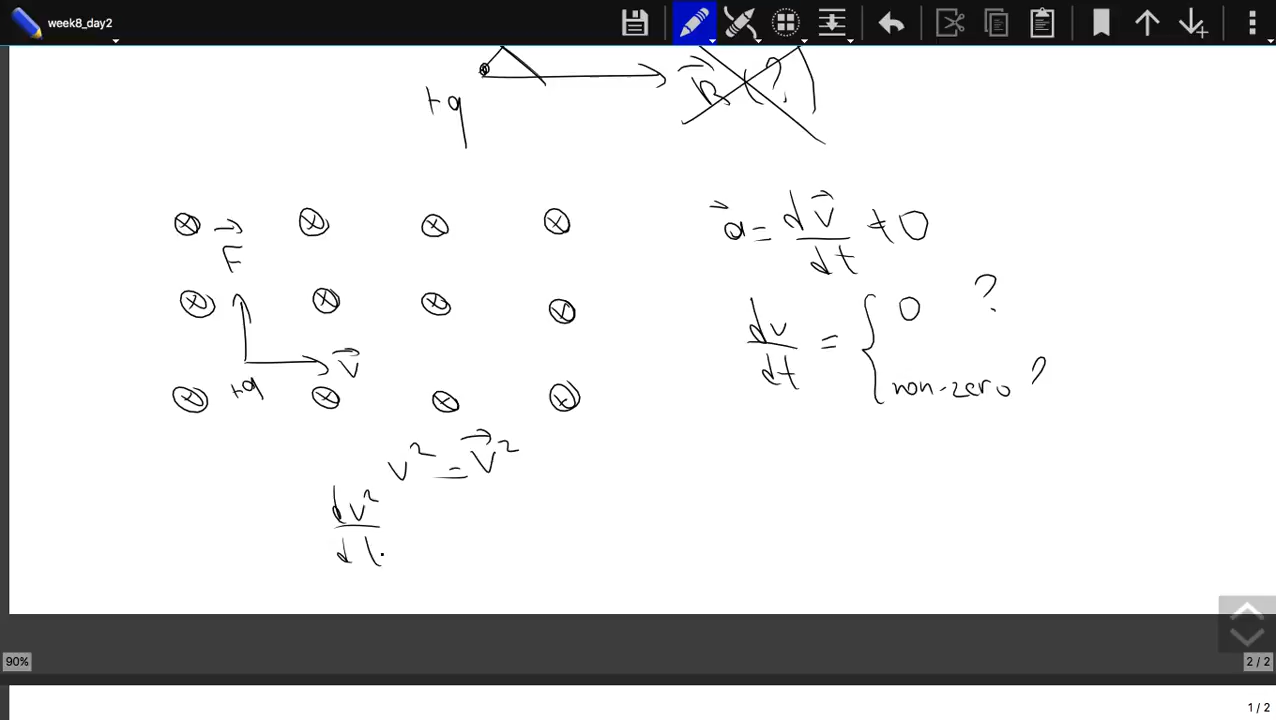 week8_day2
+q
B⃗ (?)
⊗ F⃗ ⊗ ⊗ ⊗
⊗ ⊗ ⊗ ⊗
+q v⃗
⊗ ⊗ ⊗ ⊗
a⃗ = dv⃗/dt ≠ 0
dv/dt = { 0 ?
non-zero ?
v² = v⃗²
dv²/dt
90%
2 / 2
1 / 2